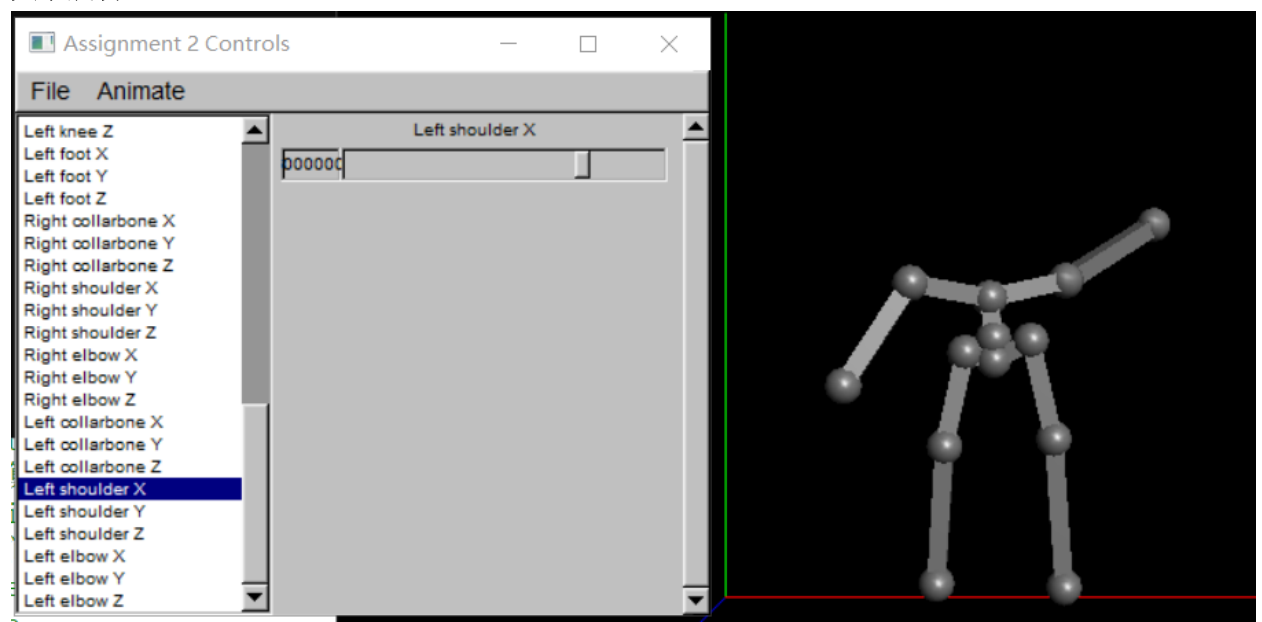 Assignment 2 Controls
File Animate
Left knee Z
Left foot X
Left foot Y
Left foot Z
Right collarbone X
Right collarbone Y
Right collarbone Z
Right shoulder X
Right shoulder Y
Right shoulder Z
Right elbow X
Right elbow Y
Right elbow Z
Left collarbone X
Left collarbone Y
Left collarbone Z
Left shoulder X
Left shoulder Y
Left shoulder Z
Left elbow X
Left elbow Y
Left elbow Z
Left shoulder X